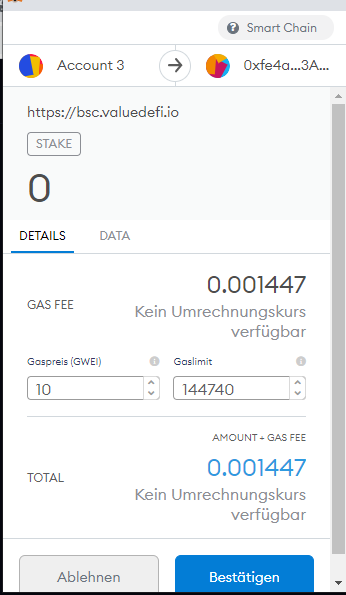 Smart Chain
Account 3
0xfe4a...3A...
https://bsc.valuedefi.io
STAKE
0
DETAILS
DATA
GAS FEE
0.001447
Kein Umrechnungskurs
verfügbar
Gaspreis (GWEI)
Gaslimit
10
144740
AMOUNT + GAS FEE
TOTAL
0.001447
Kein Umrechnungskurs
verfügbar
Ablehnen
Bestätigen